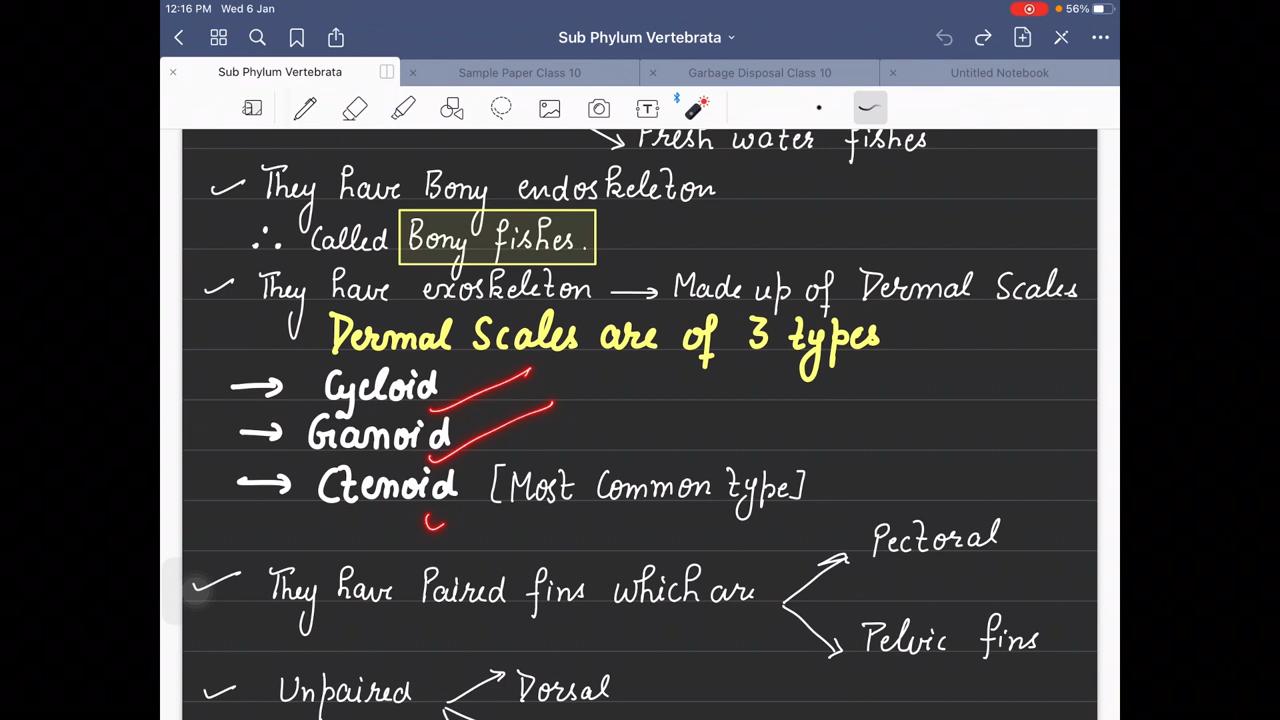 12:16 PM Wed 6 Jan
56%
Sub Phylum Vertebrata
Sub Phylum Vertebrata
Sample Paper Class 10
Garbage Disposal Class 10
Untitled Notebook
Fresh water fishes
They have Bony endoskeleton
∴ Called Bony fishes.
They have exoskeleton → Made up of Dermal Scales
Dermal Scales are of 3 types
→ Cycloid
→ Ganoid
→ Ctenoid [Most Common type]
Pectoral
They have Paired fins which are
Pelvic fins
Unpaired Dorsal